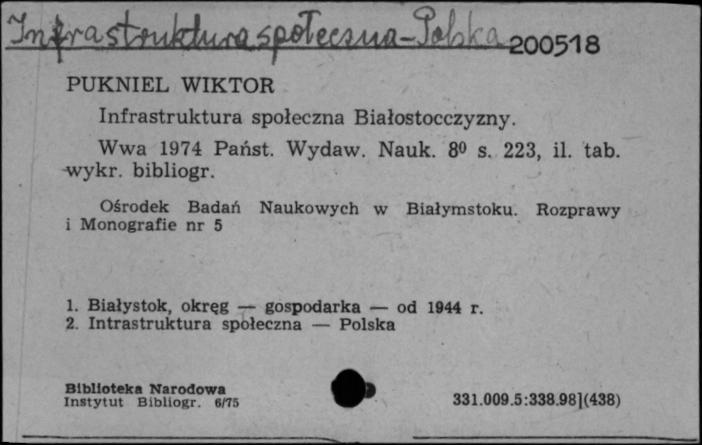 Infrastruktura społeczna - Polska 200518
PUKNIEL WIKTOR
Infrastruktura społeczna Białostocczyzny.
Wwa 1974 Państ. Wydaw. Nauk. 8⁰ s. 223, il. tab.
wykr. bibliogr.
Ośrodek Badań Naukowych w Białymstoku. Rozprawy
i Monografie nr 5
1. Białystok, okręg — gospodarka — od 1944 r.
2. Intrastruktura społeczna — Polska
Biblioteka Narodowa
Instytut Bibliogr. 6/75
331.009.5:338.98](438)